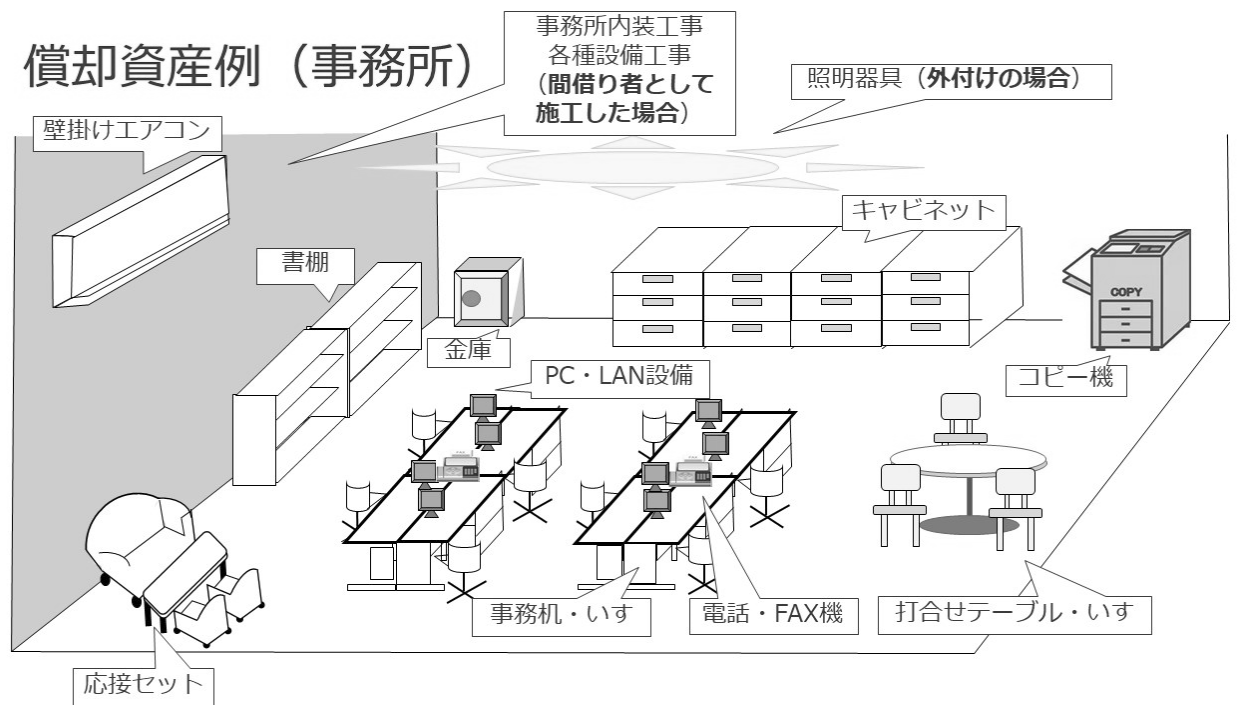 償却資産例（事務所）
事務所内装工事
各種設備工事
（間借り者として
施工した場合）
照明器具（外付けの場合）
壁掛けエアコン
キャビネット
書棚
金庫
COPY
コピー機
PC・LAN設備
事務机・いす
電話・FAX機
打合せテーブル・いす
応接セット